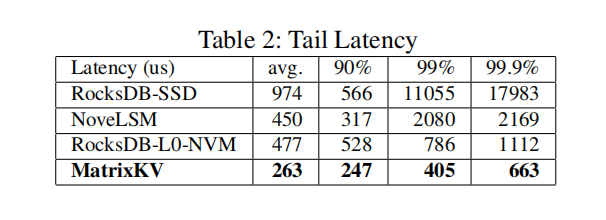 Table 2: Tail Latency
Latency (us) avg. 90% 99% 99.9%
RocksDB-SSD 974 566 11055 17983
NoveLSM 450 317 2080 2169
RocksDB-L0-NVM 477 528 786 1112
MatrixKV 263 247 405 663